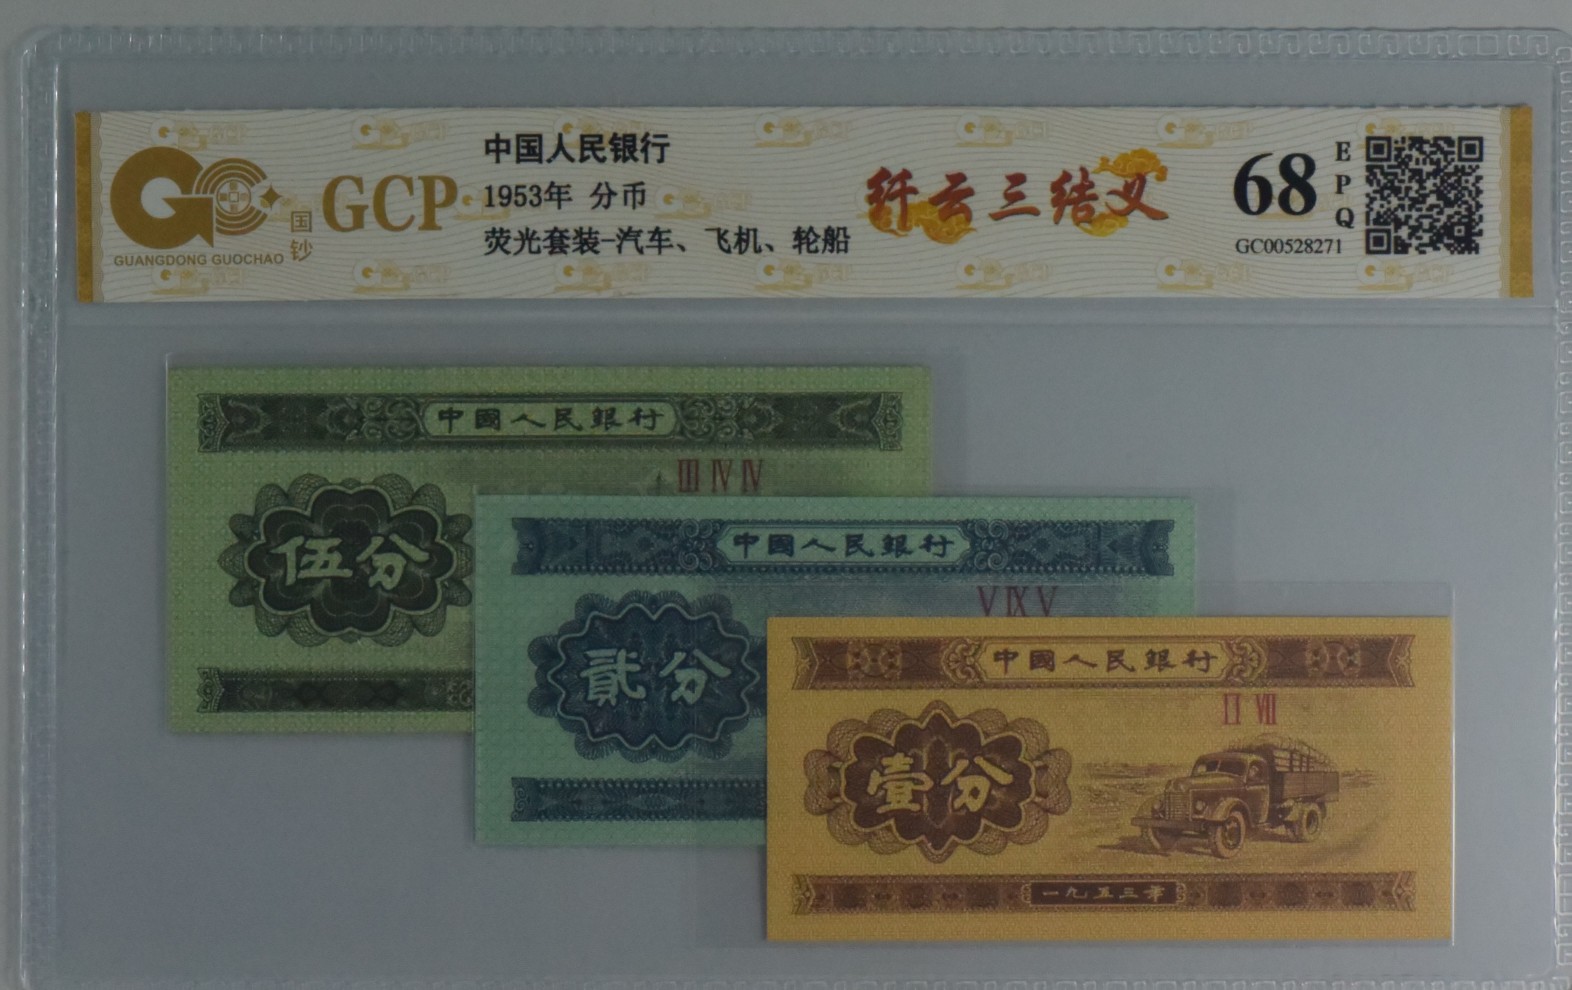 中国人民银行
1953年 分币
荧光套装-汽车、飞机、轮船
GCP
国钞
GUANGDONG GUOCHAO
纤云三结义
68
EPQ
GC00528271
中國人民銀行
III IV IV
伍分
中國人民銀行
V IX V
貳分
中國人民銀行
II VII
壹分
一九五三年